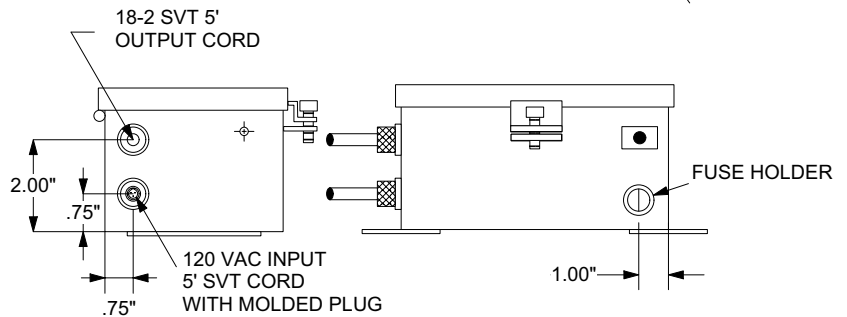 18-2 SVT 5'
OUTPUT CORD
2.00"
.75"
FUSE HOLDER
120 VAC INPUT
5' SVT CORD
WITH MOLDED PLUG
.75"
1.00"